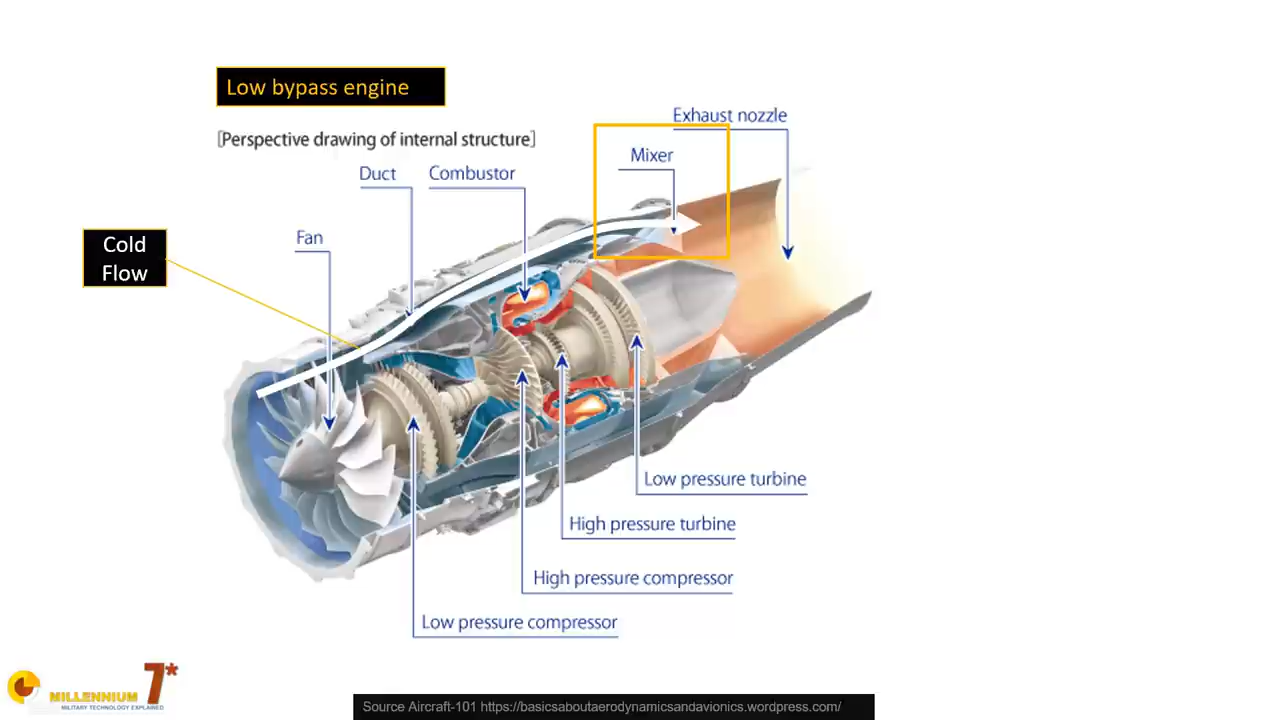 Low bypass engine
[Perspective drawing of internal structure]
Exhaust nozzle
Mixer
Duct
Combustor
Fan
Cold
Flow
Low pressure turbine
High pressure turbine
High pressure compressor
Low pressure compressor
MILLENNIUM 7*
MILITARY TECHNOLOGY EXPLAINED
Source Aircraft-101 https://basicsaboutaerodynamicsandavionics.wordpress.com/